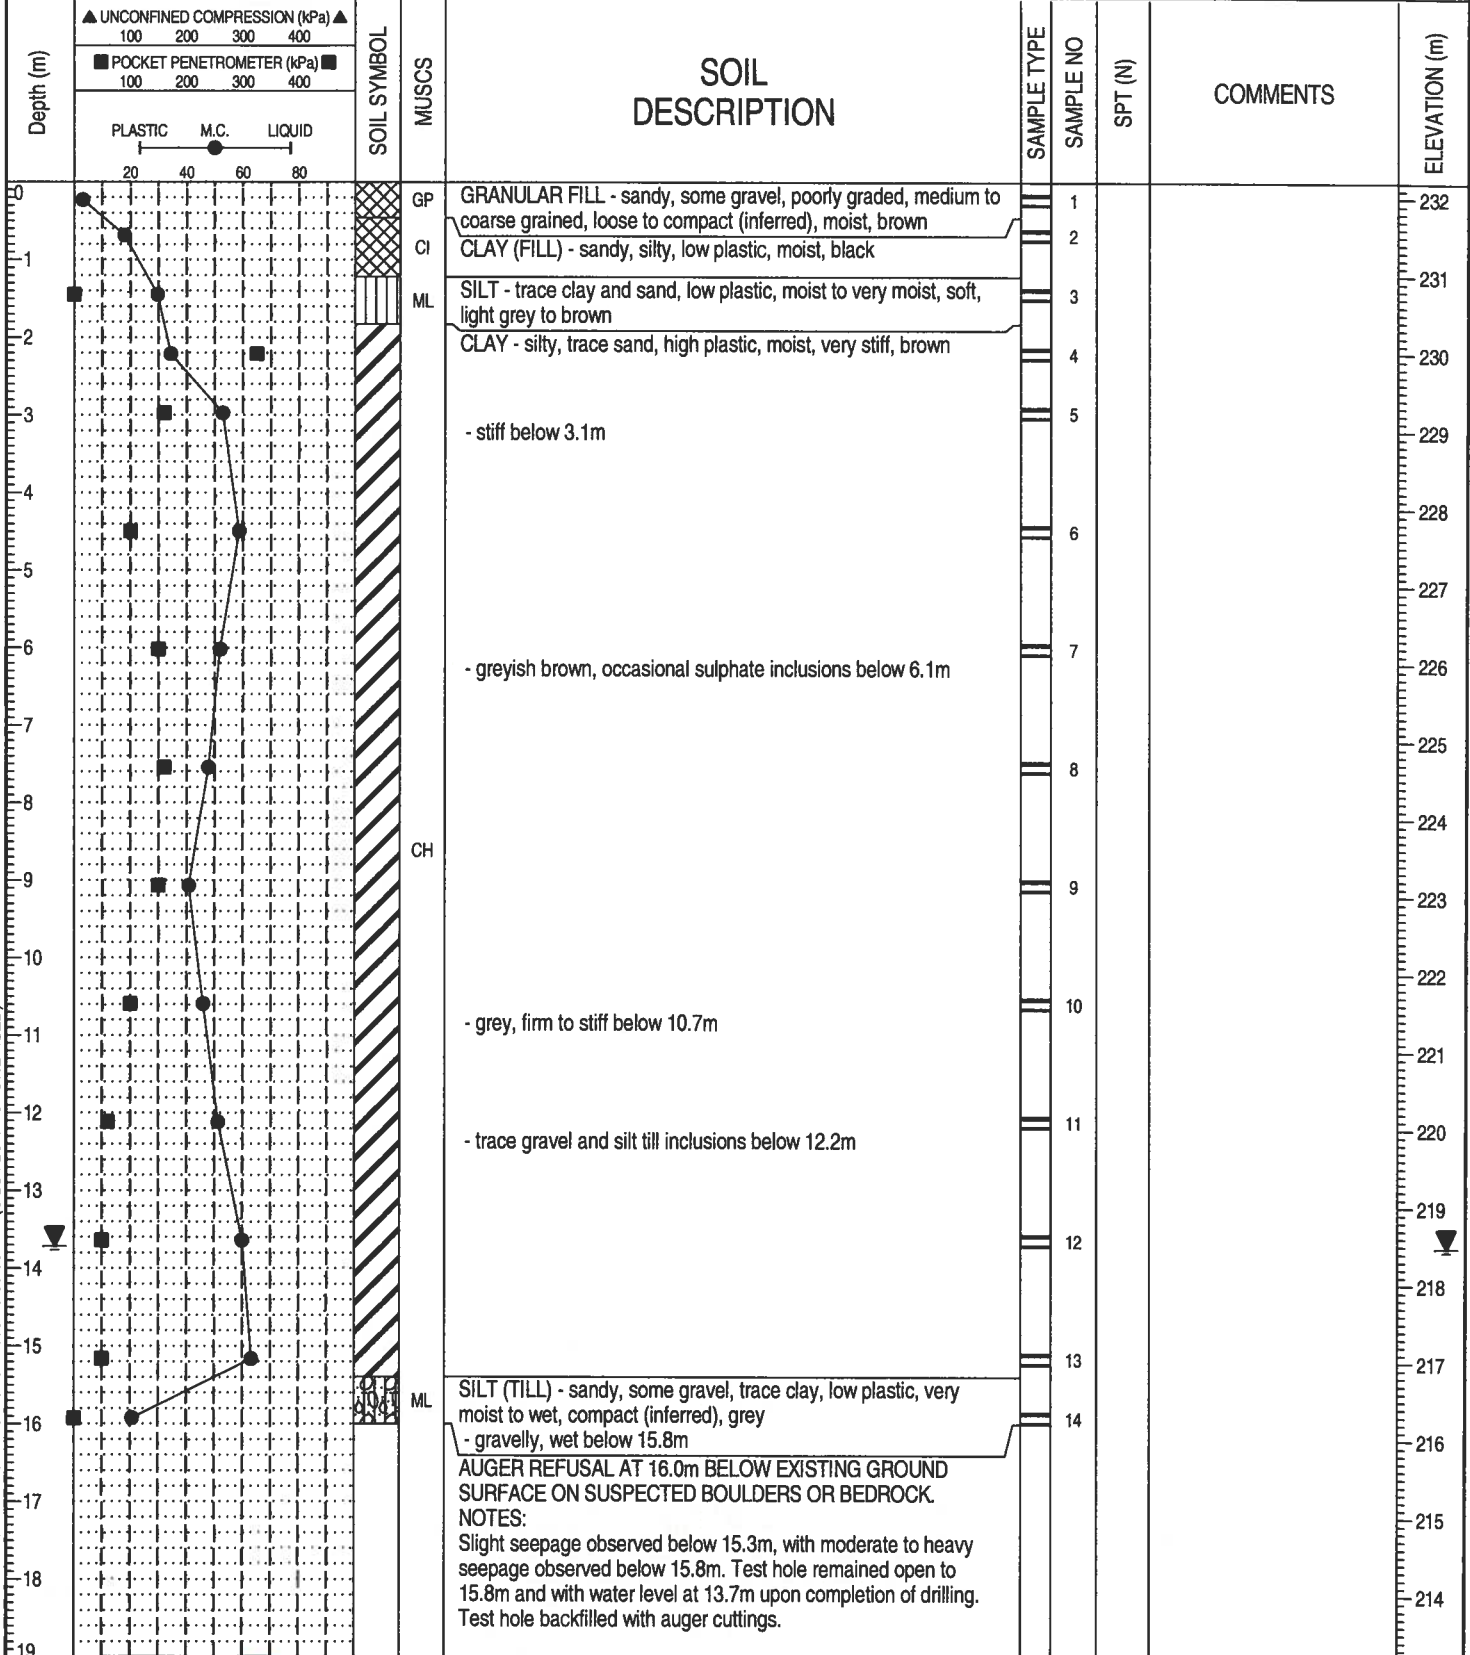 ▲ UNCONFINED COMPRESSION (kPa) ▲
100 200 300 400
■ POCKET PENETROMETER (kPa) ■
100 200 300 400
PLASTIC M.C. LIQUID
20 40 60 80
Depth (m)
SOIL SYMBOL
MUSCS
SOIL
DESCRIPTION
SAMPLE TYPE
SAMPLE NO
SPT (N)
COMMENTS
ELEVATION (m)
0
GP
GRANULAR FILL - sandy, some gravel, poorly graded, medium to
coarse grained, loose to compact (inferred), moist, brown
1
232
CI
CLAY (FILL) - sandy, silty, low plastic, moist, black
2
1
231
ML
SILT - trace clay and sand, low plastic, moist to very moist, soft,
light grey to brown
3
2
CLAY - silty, trace sand, high plastic, moist, very stiff, brown
4
230
3
- stiff below 3.1m
5
229
4
228
6
5
227
6
- greyish brown, occasional sulphate inclusions below 6.1m
7
226
7
225
8
8
224
CH
9
9
223
10
222
10
- grey, firm to stiff below 10.7m
11
221
12
- trace gravel and silt till inclusions below 12.2m
11
220
13
219
12
14
218
15
13
217
ML
SILT (TILL) - sandy, some gravel, trace clay, low plastic, very
moist to wet, compact (inferred), grey
- gravelly, wet below 15.8m
14
16
216
AUGER REFUSAL AT 16.0m BELOW EXISTING GROUND
SURFACE ON SUSPECTED BOULDERS OR BEDROCK.
NOTES:
Slight seepage observed below 15.3m, with moderate to heavy
seepage observed below 15.8m. Test hole remained open to
15.8m and with water level at 13.7m upon completion of drilling.
Test hole backfilled with auger cuttings.
17
215
18
214
19